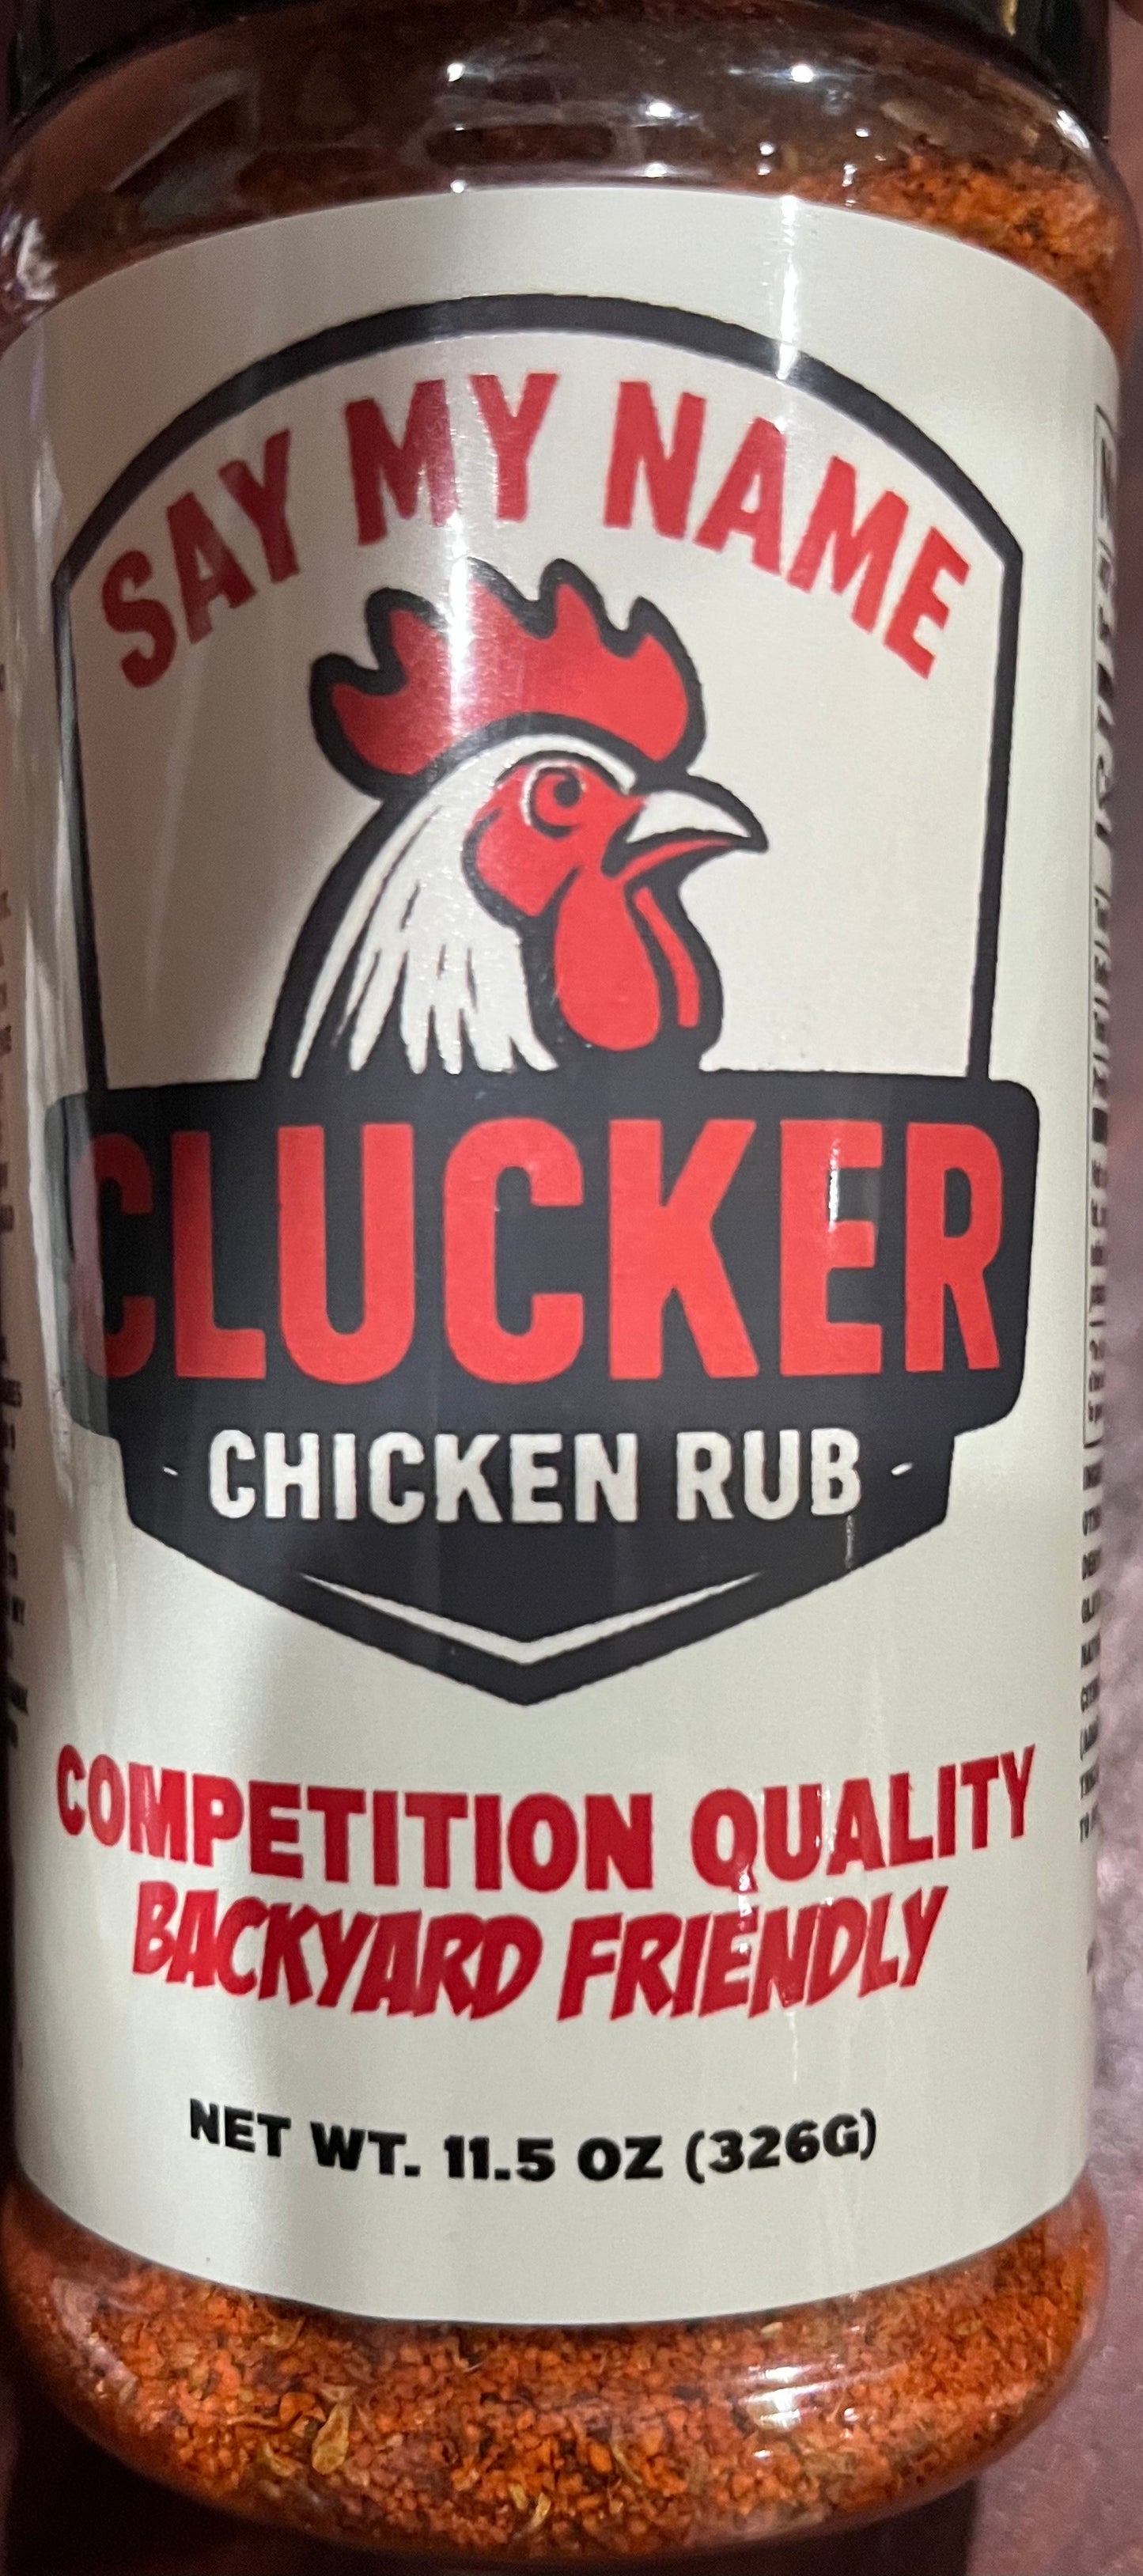 SAY MY NAME
CLUCKER
- CHICKEN RUB -
COMPETITION QUALITY
BACKYARD FRIENDLY
NET WT. 11.5 OZ (326G)